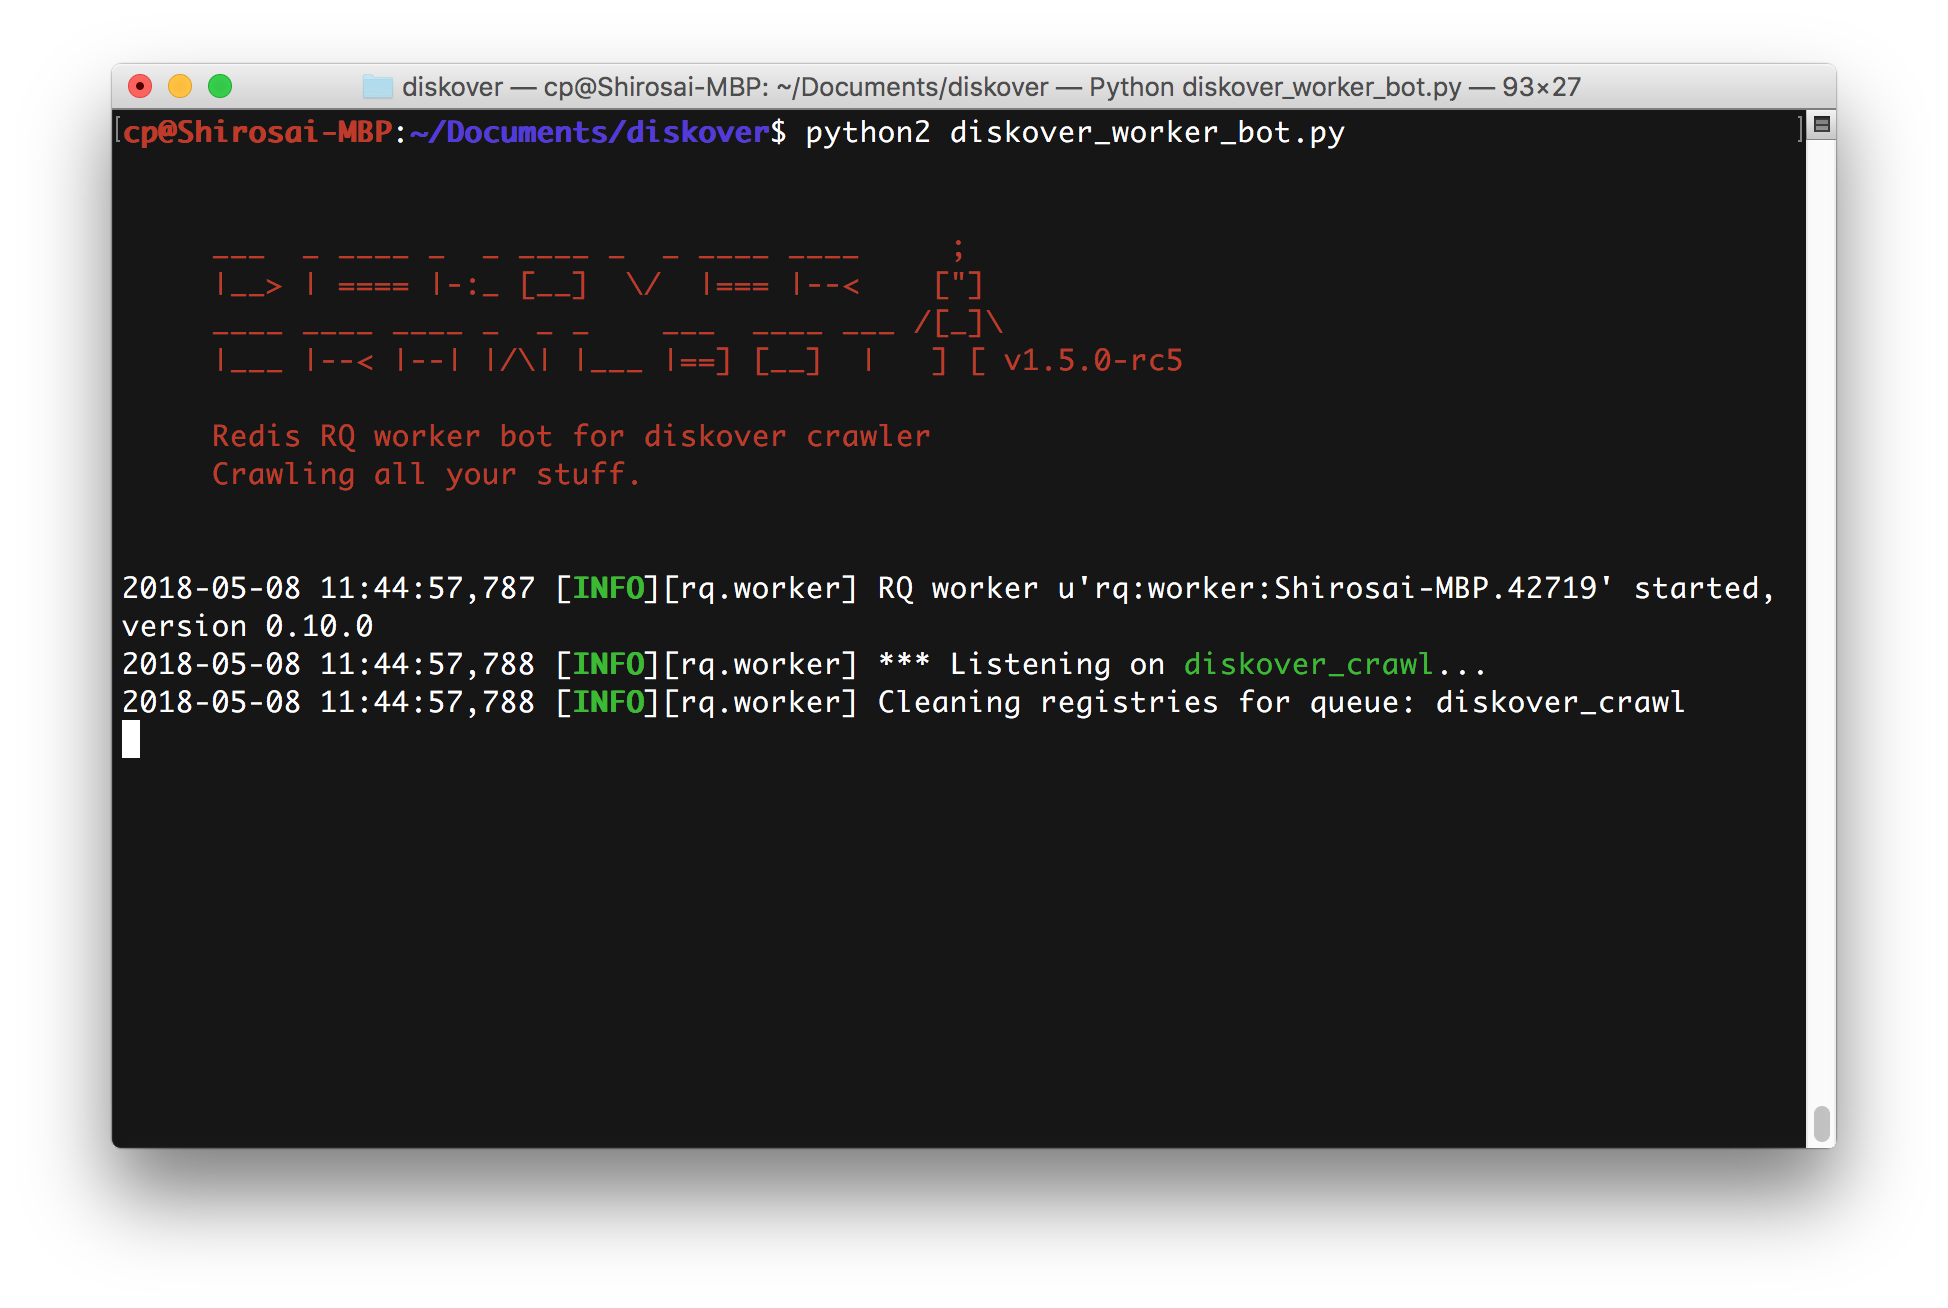 diskover — cp@Shirosai-MBP: ~/Documents/diskover — Python diskover_worker_bot.py — 93×27
[cp@Shirosai-MBP:~/Documents/diskover$ python2 diskover_worker_bot.py ]
     ___  _ ____ _  _ ____ _  _ ____ ____     ;
     |__> | ==== |-:_ [__]  \/  |=== |--<    ["]
     ____ ____ ____ _  _ _    ___  ____ ___ /[_]\
     |___ |--< |--| |/\| |___ |==] [__]  |   ] [ v1.5.0-rc5
     Redis RQ worker bot for diskover crawler
     Crawling all your stuff.
2018-05-08 11:44:57,787 [INFO][rq.worker] RQ worker u'rq:worker:Shirosai-MBP.42719' started,
version 0.10.0
2018-05-08 11:44:57,788 [INFO][rq.worker] *** Listening on diskover_crawl...
2018-05-08 11:44:57,788 [INFO][rq.worker] Cleaning registries for queue: diskover_crawl